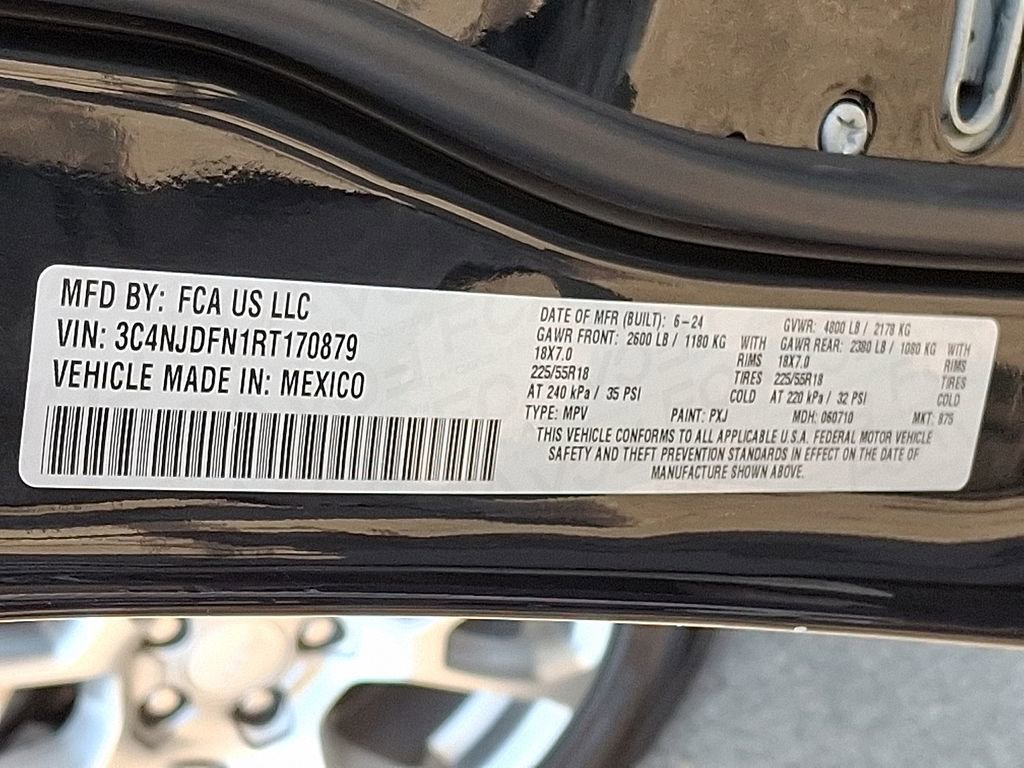 MFD BY: FCA US LLC
VIN: 3C4NJDFN1RT170879
VEHICLE MADE IN: MEXICO
DATE OF MFR (BUILT): 6-24 GVWR: 4800 LB / 2178 KG
GAWR FRONT: 2600 LB / 1180 KG WITH GAWR REAR: 2380 LB / 1080 KG WITH
18X7.0 RIMS 18X7.0 RIMS
225/55R18 TIRES 225/55R18 TIRES
AT 240 kPa / 35 PSI COLD AT 220 kPa / 32 PSI COLD
TYPE: MPV PAINT: PXJ MDH: 060710 MKT: 875
THIS VEHICLE CONFORMS TO ALL APPLICABLE U.S.A. FEDERAL MOTOR VEHICLE
SAFETY AND THEFT PREVENTION STANDARDS IN EFFECT ON THE DATE OF
MANUFACTURE SHOWN ABOVE.